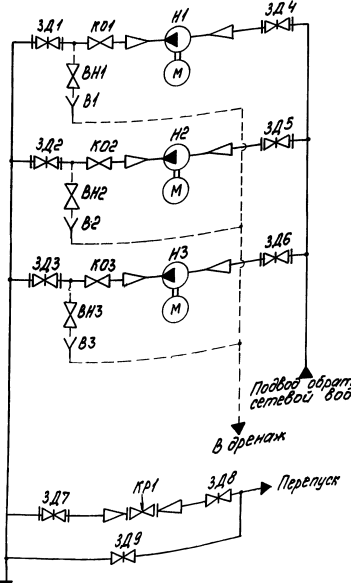 ЗД1 КО1 Н1 ЗД4
М
ВН1
В1
ЗД2 КО2 Н2 ЗД5
М
ВН2
В2
ЗД3 КО3 Н3 ЗД6
М
ВН3
В3
Подвод обрат
сетевой вод
В дренаж
ЗД7 КР1 ЗД8 Перепуск
ЗД9